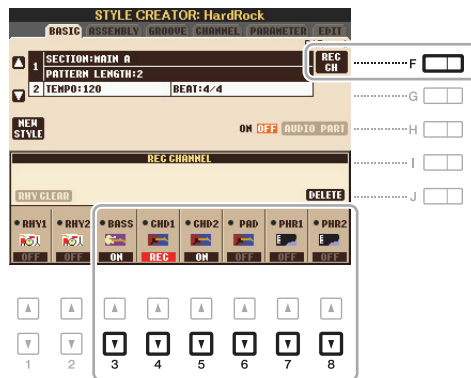 STYLE CREATOR: HardRock
BASIC ASSEMBLY GROOVE CHANNEL PARAMETER EDIT
1 SECTION:MAIN A
PATTERN LENGTH:2
2 TEMPO:120 BEAT:4/4
REC CH
F
G
NEW STYLE
ON OFF AUDIO PART
H
REC CHANNEL
I
RHY CLEAR
DELETE
J
RHY1 RHY2 BASS CHD1 CHD2 PAD PHR1 PHR2
OFF OFF ON REC ON OFF OFF OFF
1 2 3 4 5 6 7 8